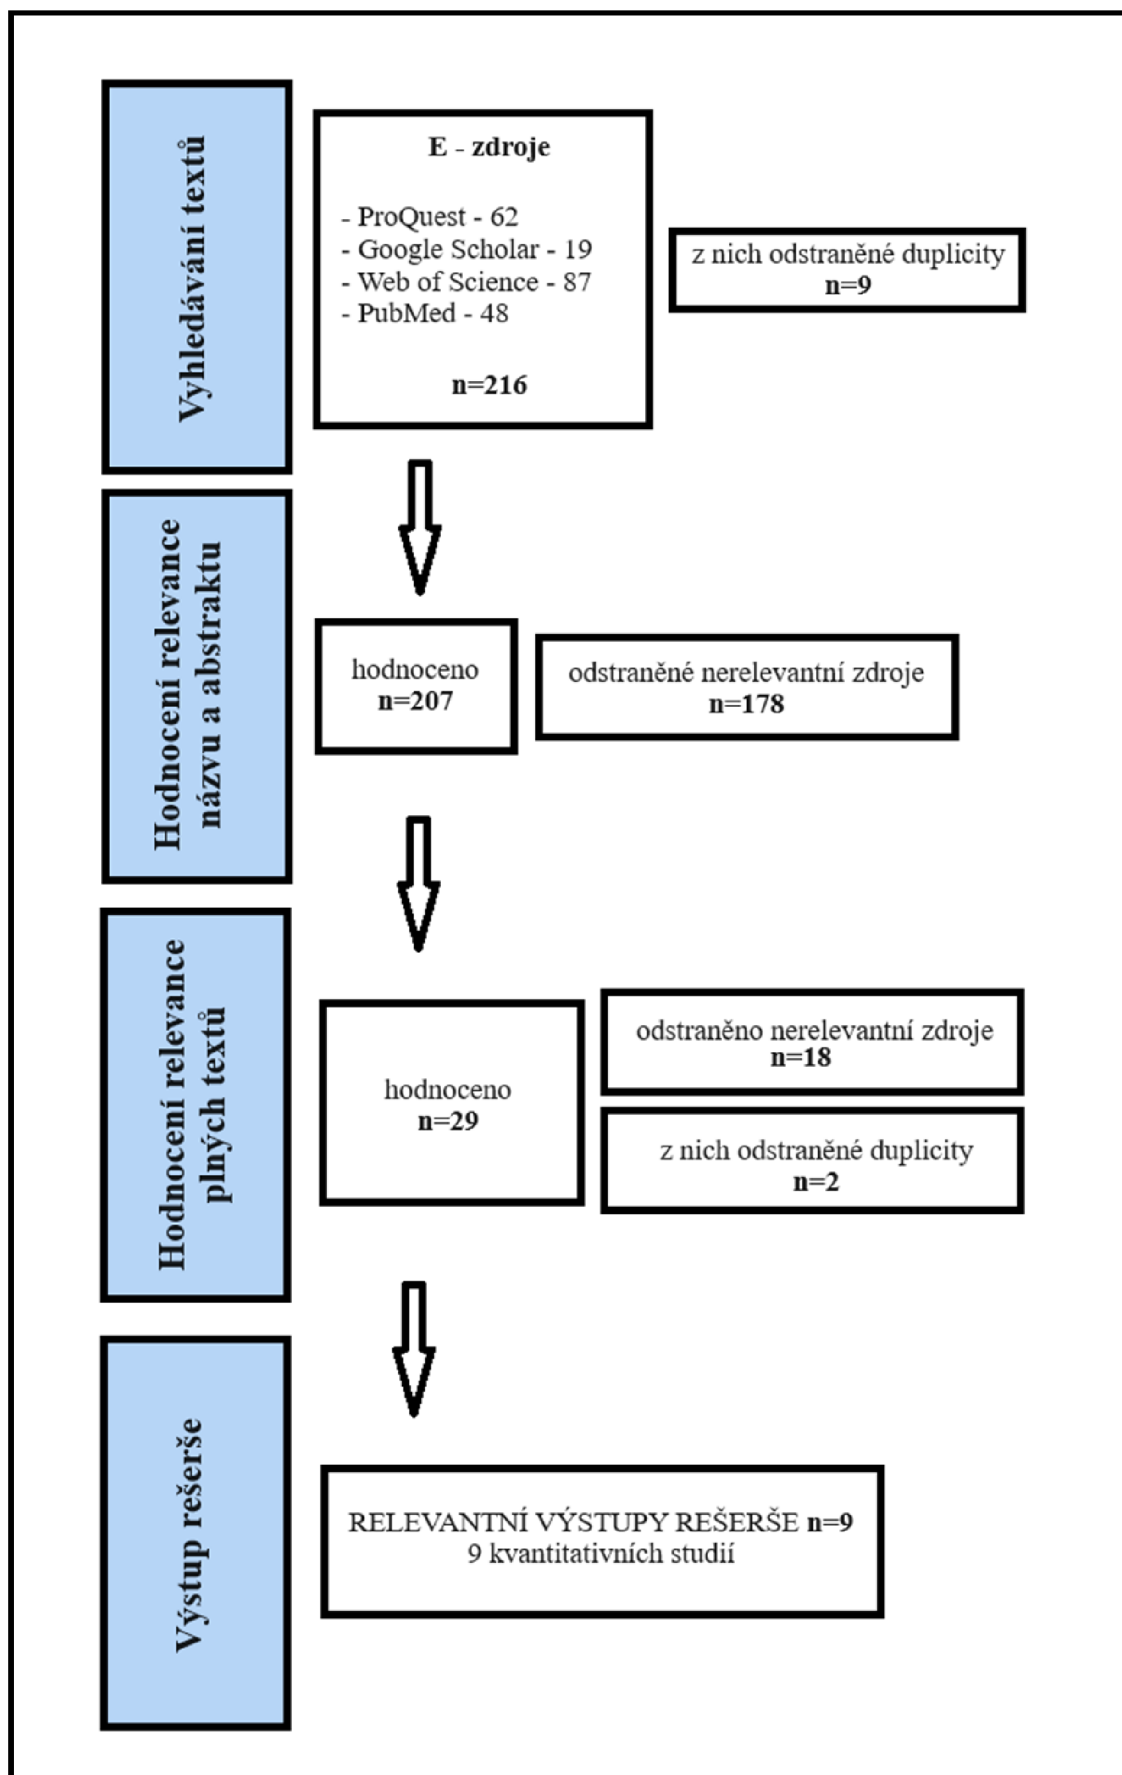 Vyhledávání textů
E - zdroje
- ProQuest - 62
- Google Scholar - 19
- Web of Science - 87
- PubMed - 48
n=216
z nich odstraněné duplicity
n=9
Hodnocení relevance
názvu a abstraktu
hodnoceno
n=207
odstraněné nerelevantní zdroje
n=178
Hodnocení relevance
plných textů
hodnoceno
n=29
odstraněno nerelevantní zdroje
n=18
z nich odstraněné duplicity
n=2
Výstup rešerše
RELEVANTNÍ VÝSTUPY REŠERŠE n=9
9 kvantitativních studií